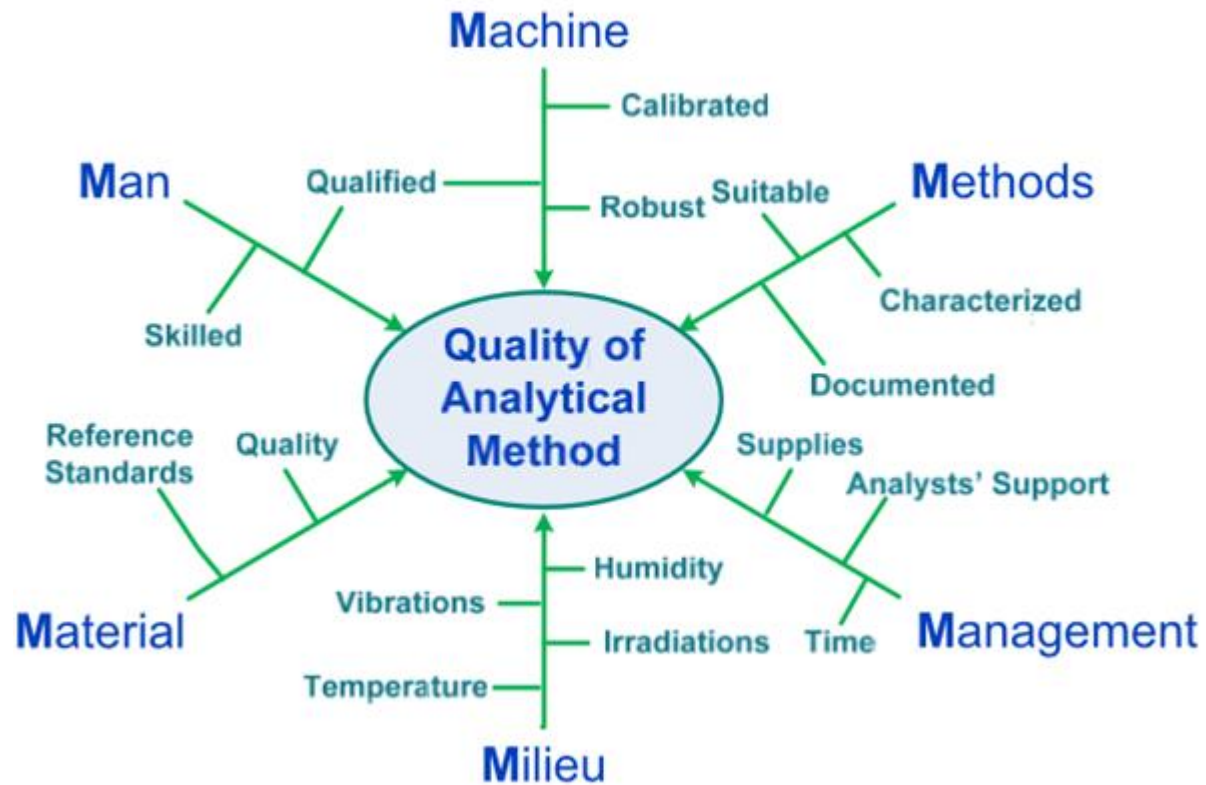 Machine
Calibrated
Man
Qualified
Robust
Suitable
Methods
Characterized
Skilled
Quality of
Analytical
Method
Documented
Reference
Standards
Quality
Supplies
Analysts' Support
Humidity
Vibrations
Irradiations
Time
Material
Management
Temperature
Milieu